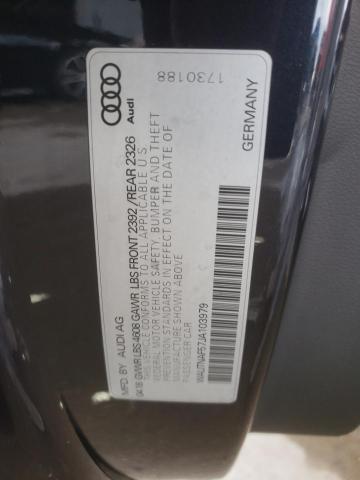 1730188
Audi
GERMANY
MFD. BY AUDI AG
04.18 GVWR LBS 4608 GAWR LBS FRONT 2392 / REAR 2326
THIS VEHICLE CONFORMS TO ALL APPLICABLE U.S.
FEDERAL MOTOR VEHICLE SAFETY, BUMPER AND THEFT
PREVENTION STANDARDS IN EFFECT ON THE DATE OF
MANUFACTURE SHOWN ABOVE
PASSENGER CAR
WAUTNAF57JA103979